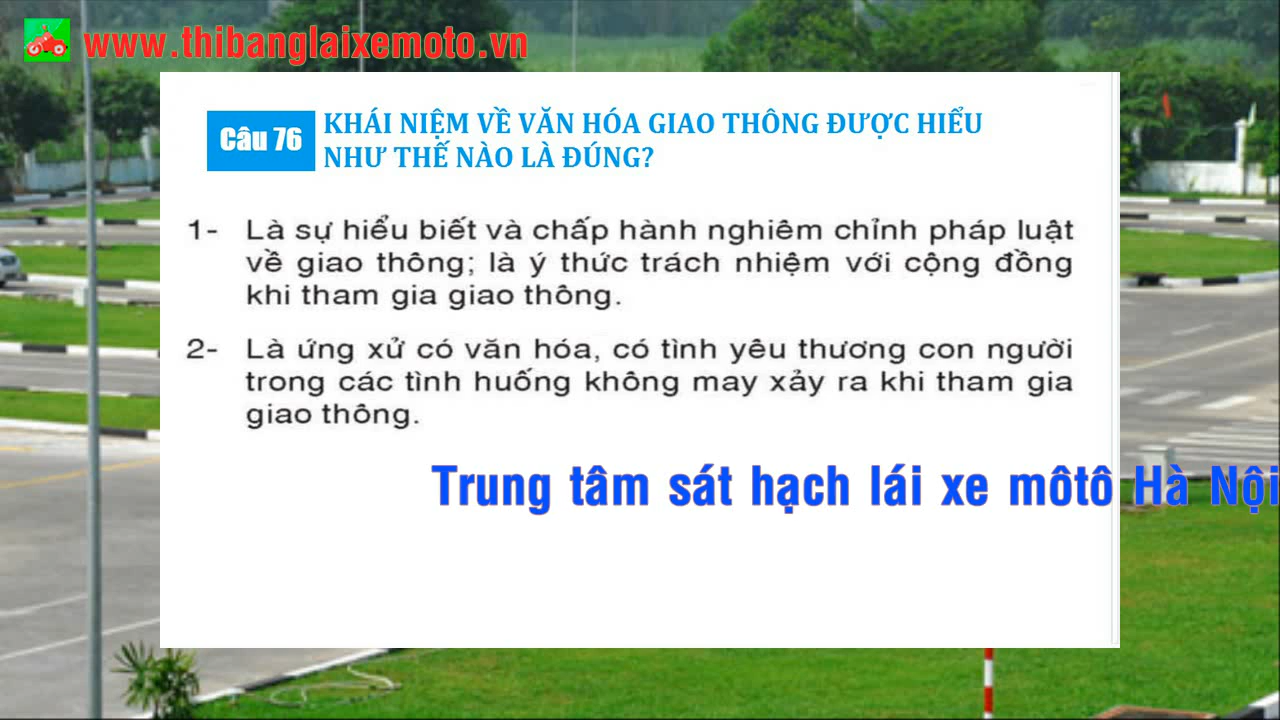 www.thibanglaixemoto.vn
Câu 76
KHÁI NIỆM VỀ VĂN HÓA GIAO THÔNG ĐƯỢC HIỂU
NHƯ THẾ NÀO LÀ ĐÚNG?
1- Là sự hiểu biết và chấp hành nghiêm chỉnh pháp luật
về giao thông; là ý thức trách nhiệm với cộng đồng
khi tham gia giao thông.
2- Là ứng xử có văn hóa, có tình yêu thương con người
trong các tình huống không may xảy ra khi tham gia
giao thông.
Trung tâm sát hạch lái xe môtô Hà Nội